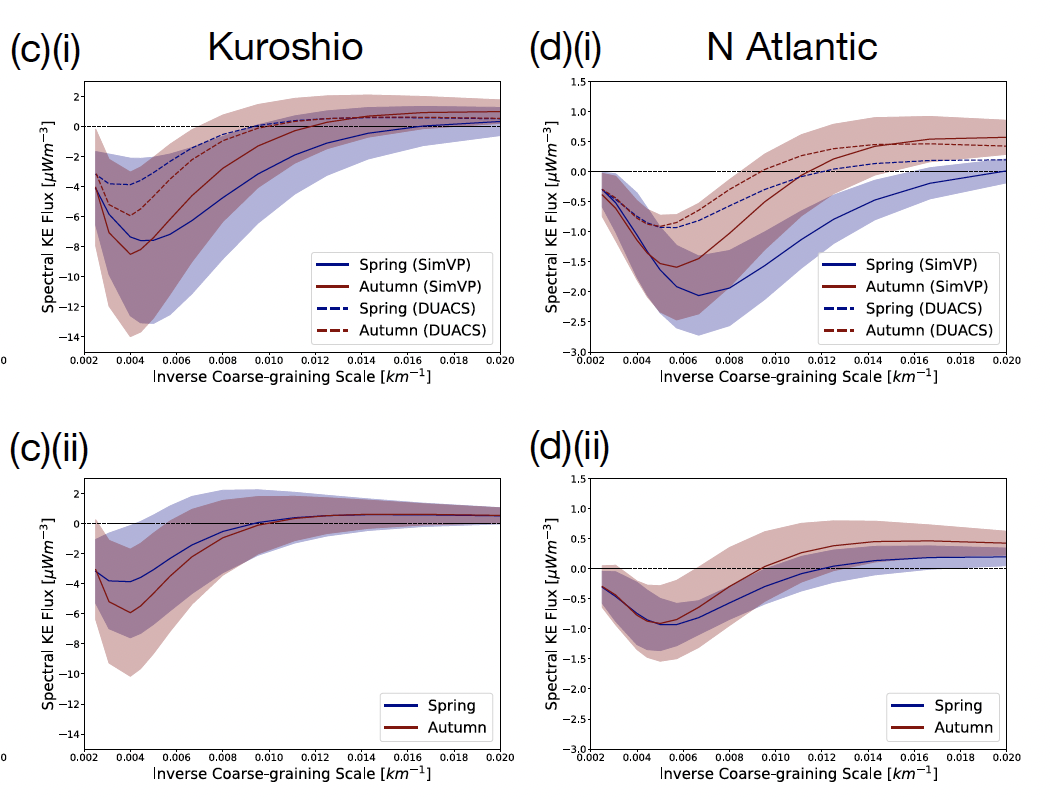 (c)(i) Kuroshio
Spectral KE Flux [μWm⁻³]
2
0
−2
−4
−6
−8
−10
−12
−14
Spring (SimVP)
Autumn (SimVP)
Spring (DUACS)
Autumn (DUACS)
0.002 0.004 0.006 0.008 0.010 0.012 0.014 0.016 0.018 0.020
Inverse Coarse-graining Scale [km⁻¹]
(d)(i) N Atlantic
Spectral KE Flux [μWm⁻³]
1.5
1.0
0.5
0.0
−0.5
−1.0
−1.5
−2.0
−2.5
−3.0
Spring (SimVP)
Autumn (SimVP)
Spring (DUACS)
Autumn (DUACS)
0.002 0.004 0.006 0.008 0.010 0.012 0.014 0.016 0.018 0.020
Inverse Coarse-graining Scale [km⁻¹]
(c)(ii)
Spectral KE Flux [μWm⁻³]
2
0
−2
−4
−6
−8
−10
−12
−14
Spring
Autumn
0.002 0.004 0.006 0.008 0.010 0.012 0.014 0.016 0.018 0.020
Inverse Coarse-graining Scale [km⁻¹]
(d)(ii)
Spectral KE Flux [μWm⁻³]
1.5
1.0
0.5
0.0
−0.5
−1.0
−1.5
−2.0
−2.5
−3.0
Spring
Autumn
0.002 0.004 0.006 0.008 0.010 0.012 0.014 0.016 0.018 0.020
Inverse Coarse-graining Scale [km⁻¹]